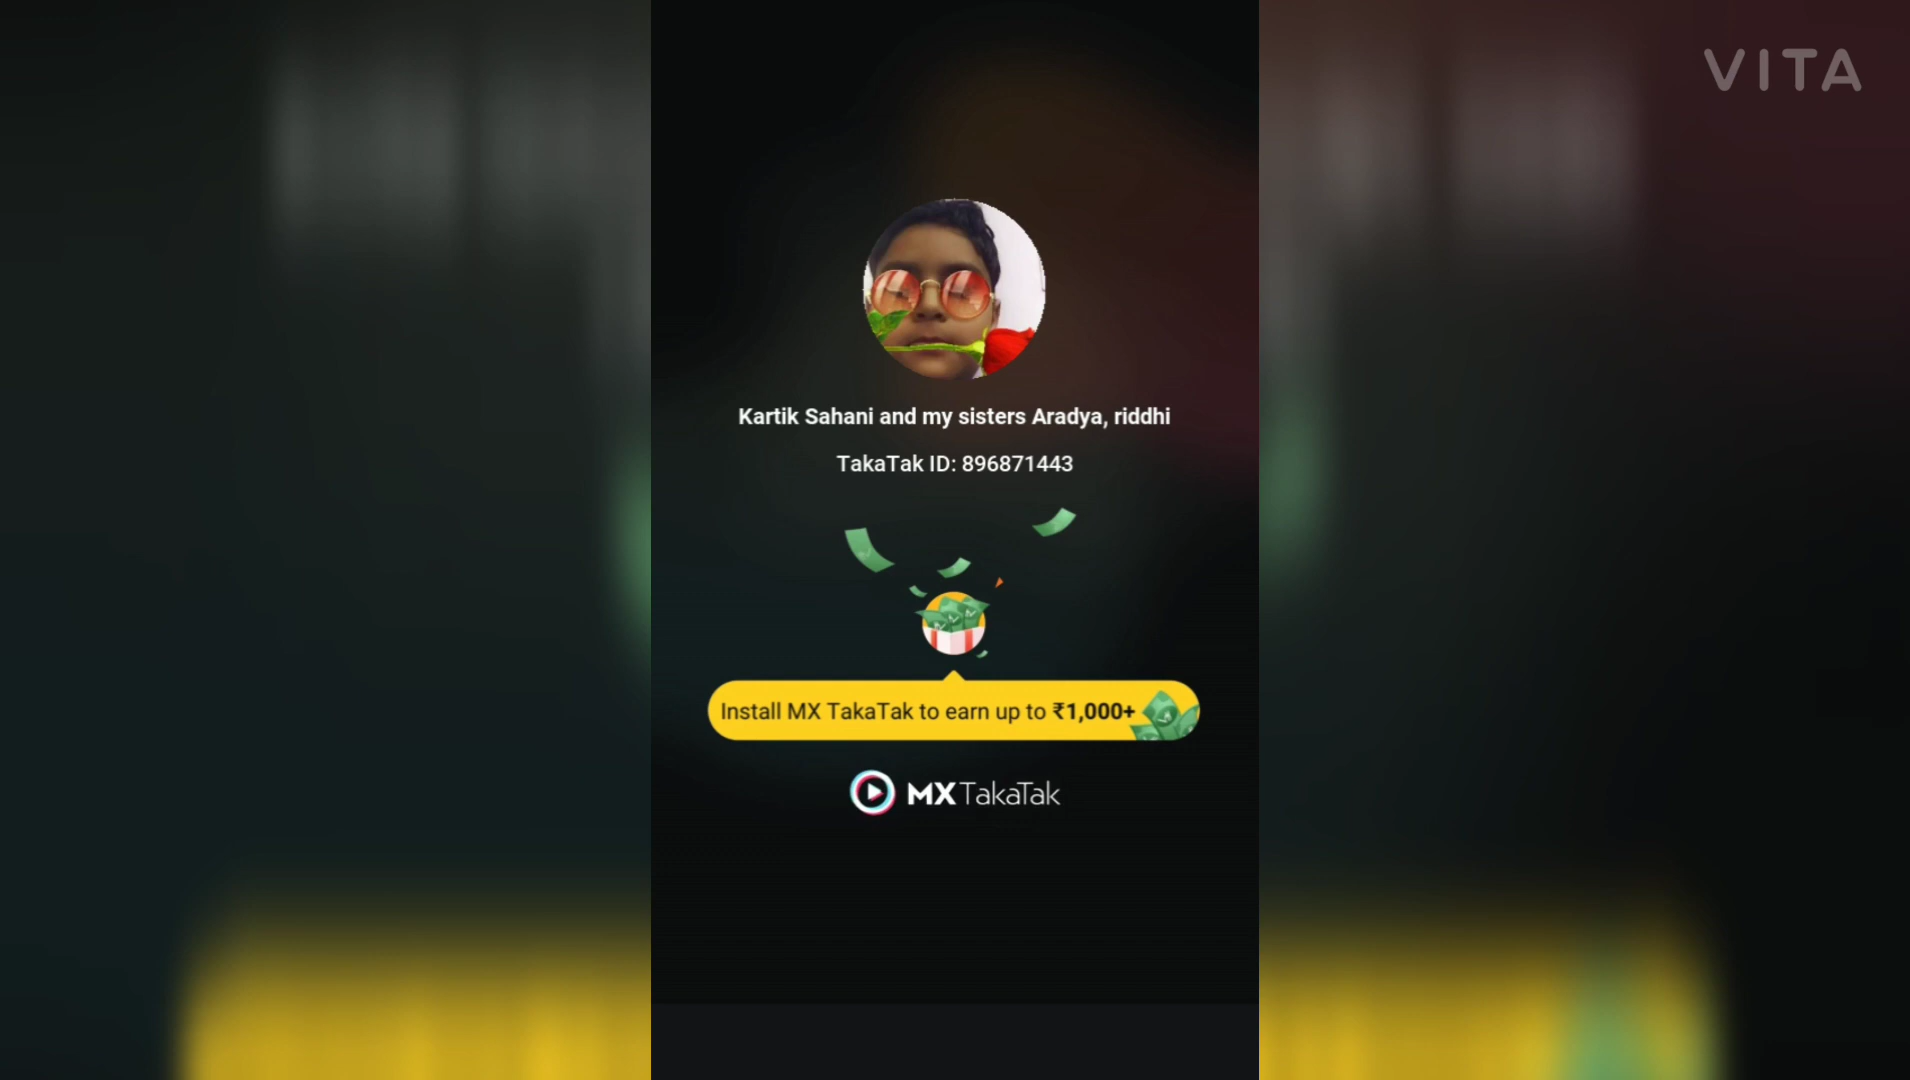 VITA
Kartik Sahani and my sisters Aradya, riddhi
TakaTak ID: 896871443
Install MX TakaTak to earn up to ₹1,000+
MX TakaTak